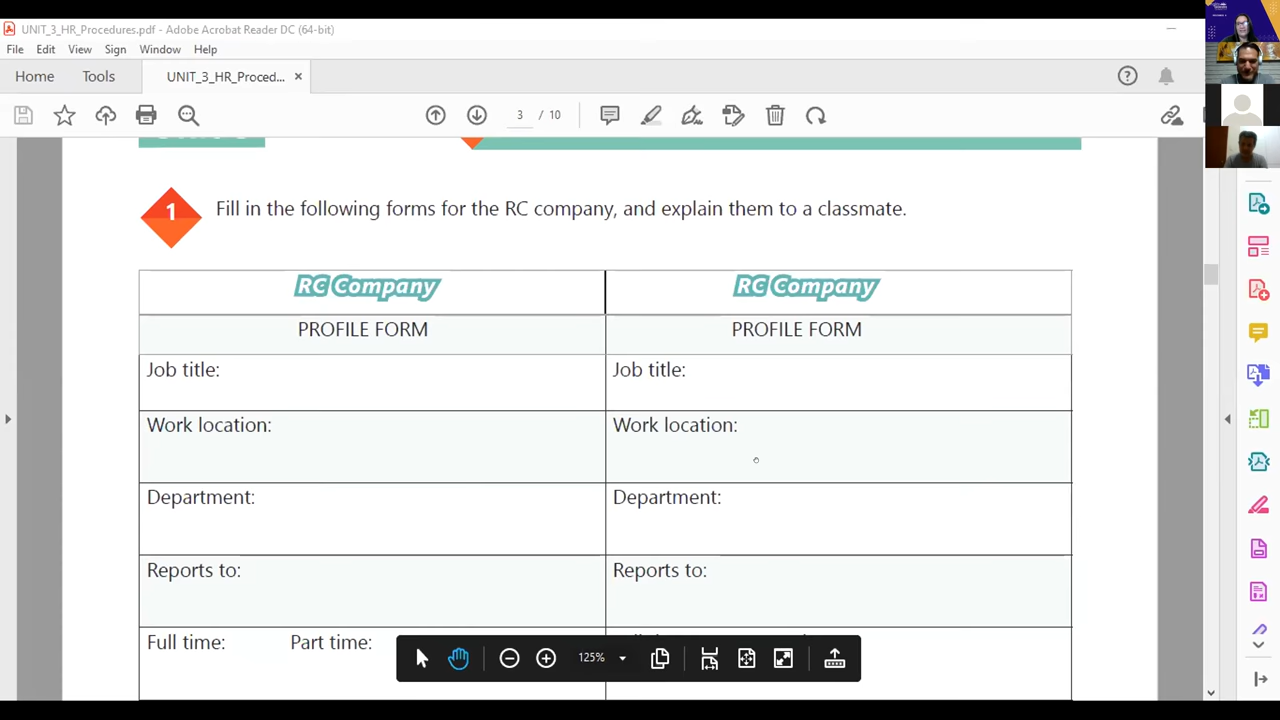 UNIT_3_HR_Procedures.pdf - Adobe Acrobat Reader DC (64-bit)
File Edit View Sign Window Help
Home Tools UNIT_3_HR_Proced... ×
3 / 10
1 Fill in the following forms for the RC company, and explain them to a classmate.
RC Company RC Company
PROFILE FORM PROFILE FORM
Job title: Job title:
Work location: Work location:
Department: Department:
Reports to: Reports to:
Full time: Part time:
125%